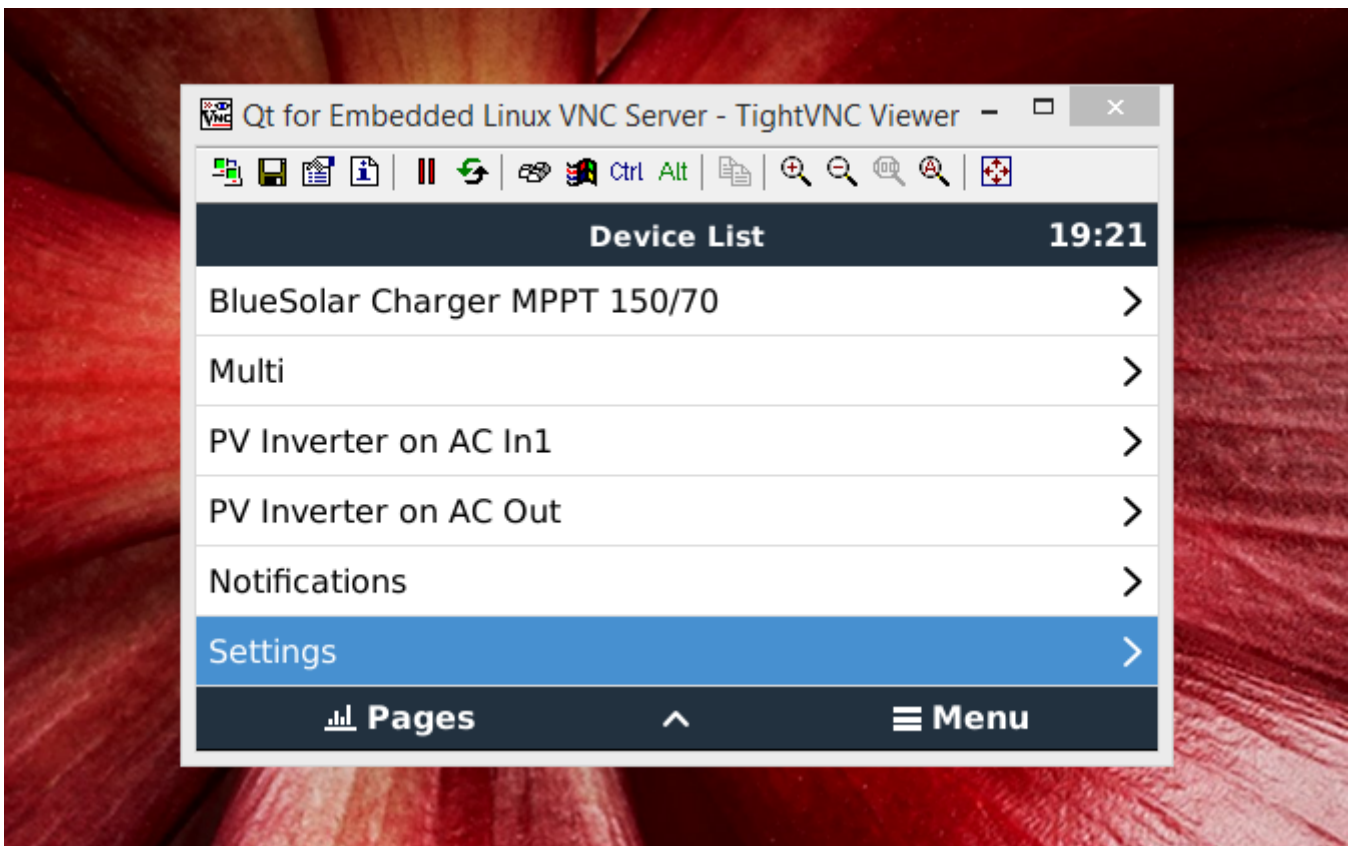 Qt for Embedded Linux VNC Server - TightVNC Viewer
Ctrl Alt
Device List 19:21
BlueSolar Charger MPPT 150/70
Multi
PV Inverter on AC In1
PV Inverter on AC Out
Notifications
Settings
Pages Menu